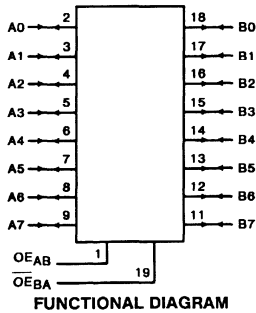 A0 2 18 B0
A1 3 17 B1
A2 4 16 B2
A3 5 15 B3
A4 6 14 B4
A5 7 13 B5
A6 8 12 B6
A7 9 11 B7
OEAB 1
O̅E̅BA 19
FUNCTIONAL DIAGRAM